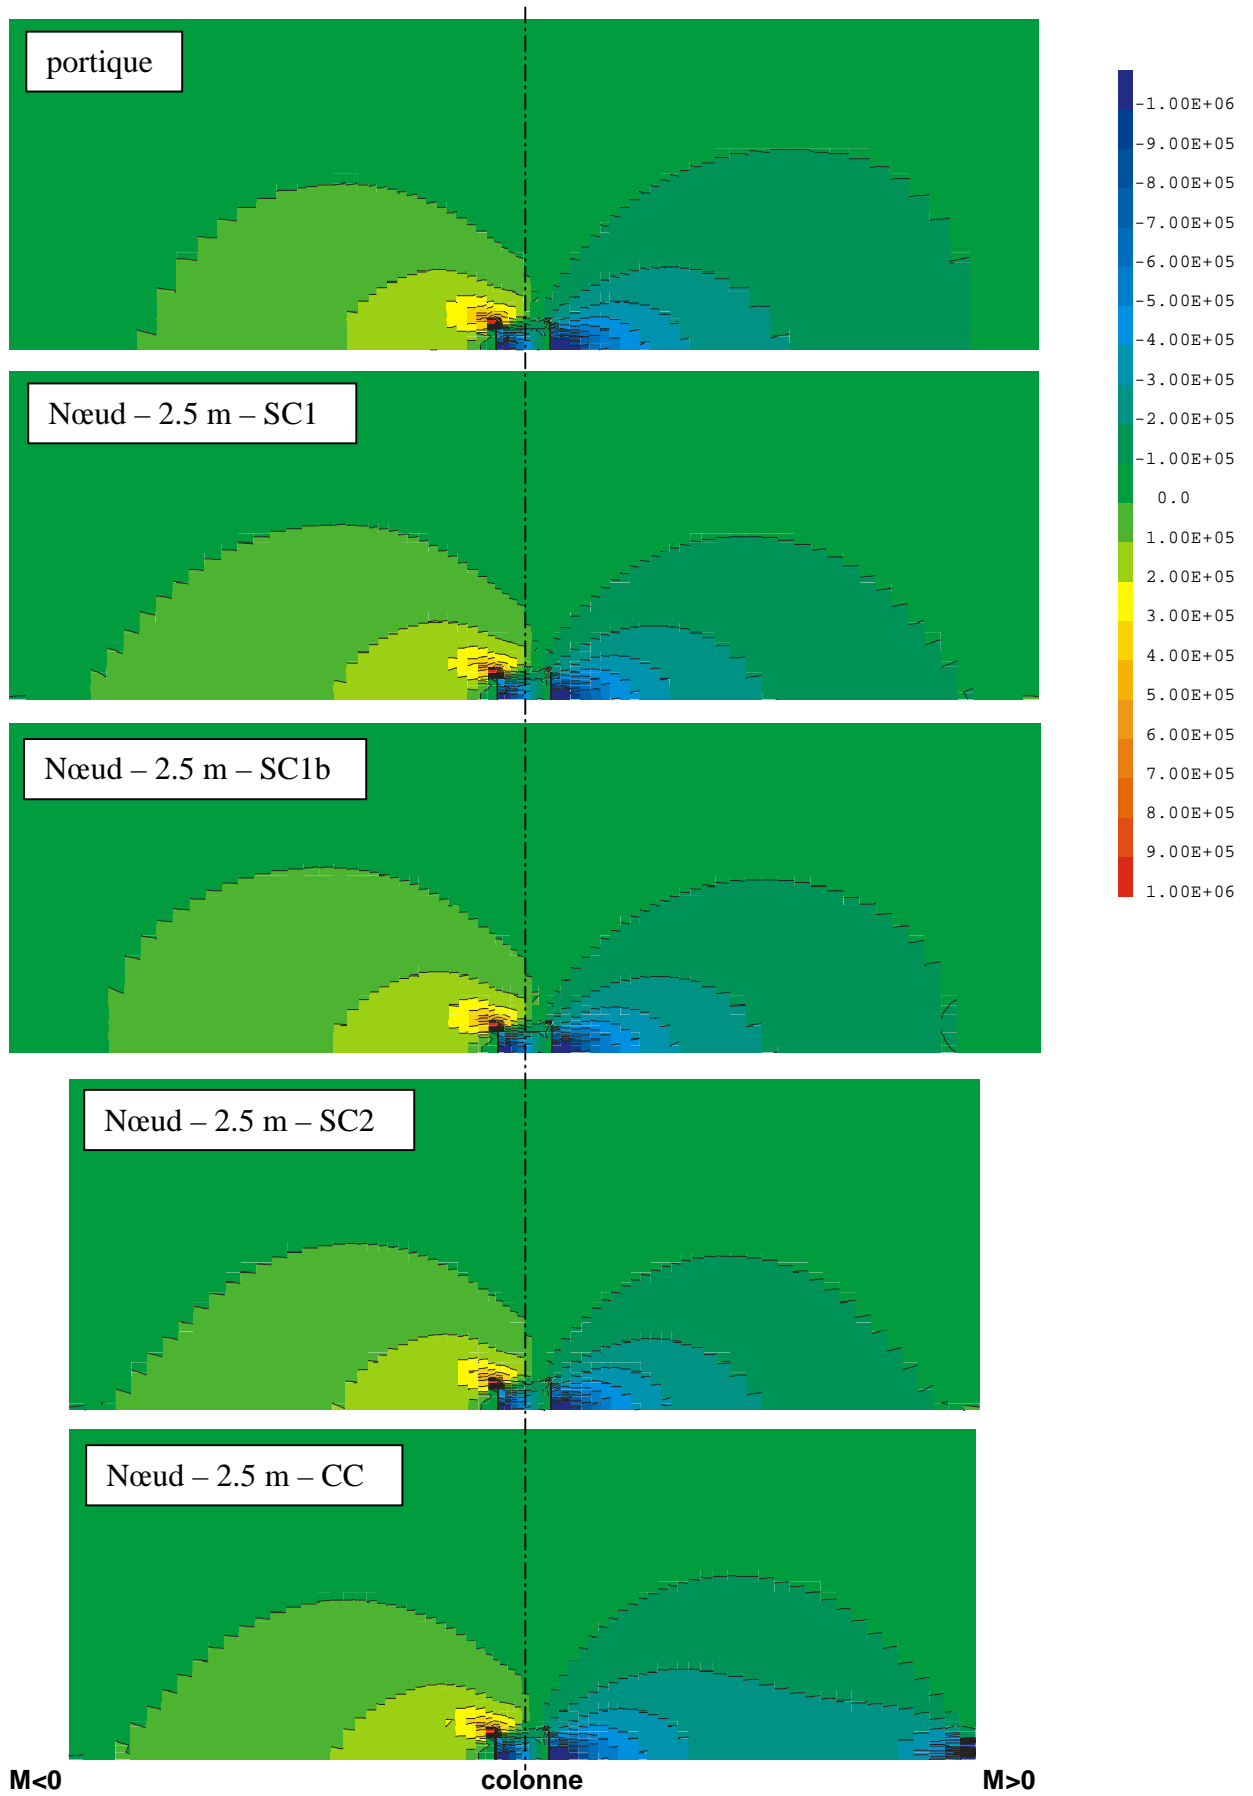 portique
Nœud – 2.5 m – SC1
Nœud – 2.5 m – SC1b
Nœud – 2.5 m – SC2
Nœud – 2.5 m – CC
M<0
colonne
M>0
-1.00E+06
-9.00E+05
-8.00E+05
-7.00E+05
-6.00E+05
-5.00E+05
-4.00E+05
-3.00E+05
-2.00E+05
-1.00E+05
0.0
1.00E+05
2.00E+05
3.00E+05
4.00E+05
5.00E+05
6.00E+05
7.00E+05
8.00E+05
9.00E+05
1.00E+06